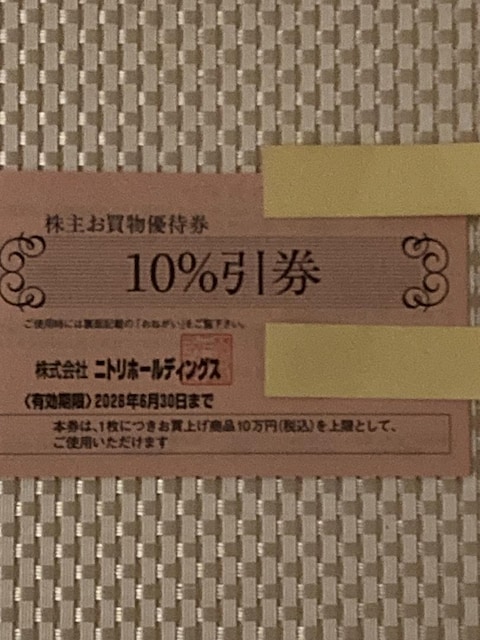 株主お買物優待券
10%引券
ご使用時には裏面記載の「おねがい」をご覧下さい。
株式会社 ニトリホールディングス
〈有効期限〉2026年6月30日まで
本券は、1枚につきお買上げ商品10万円(税込)を上限として、
ご使用いただけます